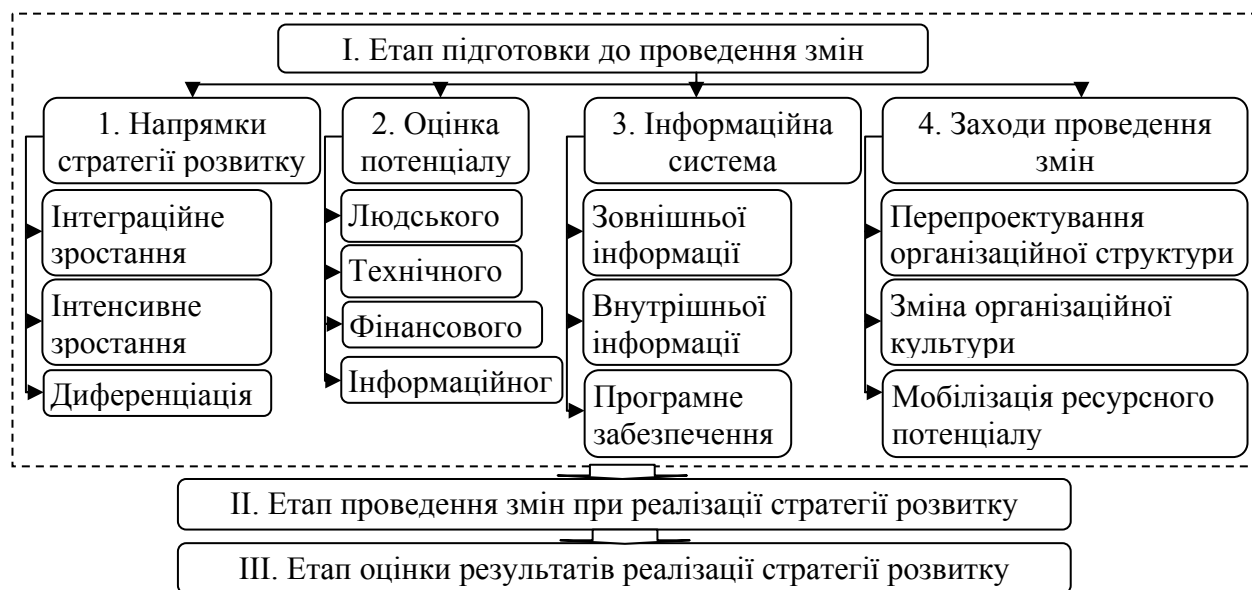 І. Етап підготовки до проведення змін
1. Напрямки
стратегії розвитку
Інтеграційне
зростання
Інтенсивне
зростання
Диференціація
2. Оцінка
потенціалу
Людського
Технічного
Фінансового
Інформаційног
3. Інформаційна
система
Зовнішньої
інформації
Внутрішньої
інформації
Програмне
забезпечення
4. Заходи проведення
змін
Перепроектування
організаційної структури
Зміна організаційної
культури
Мобілізація ресурсного
потенціалу
ІІ. Етап проведення змін при реалізації стратегії розвитку
ІІІ. Етап оцінки результатів реалізації стратегії розвитку